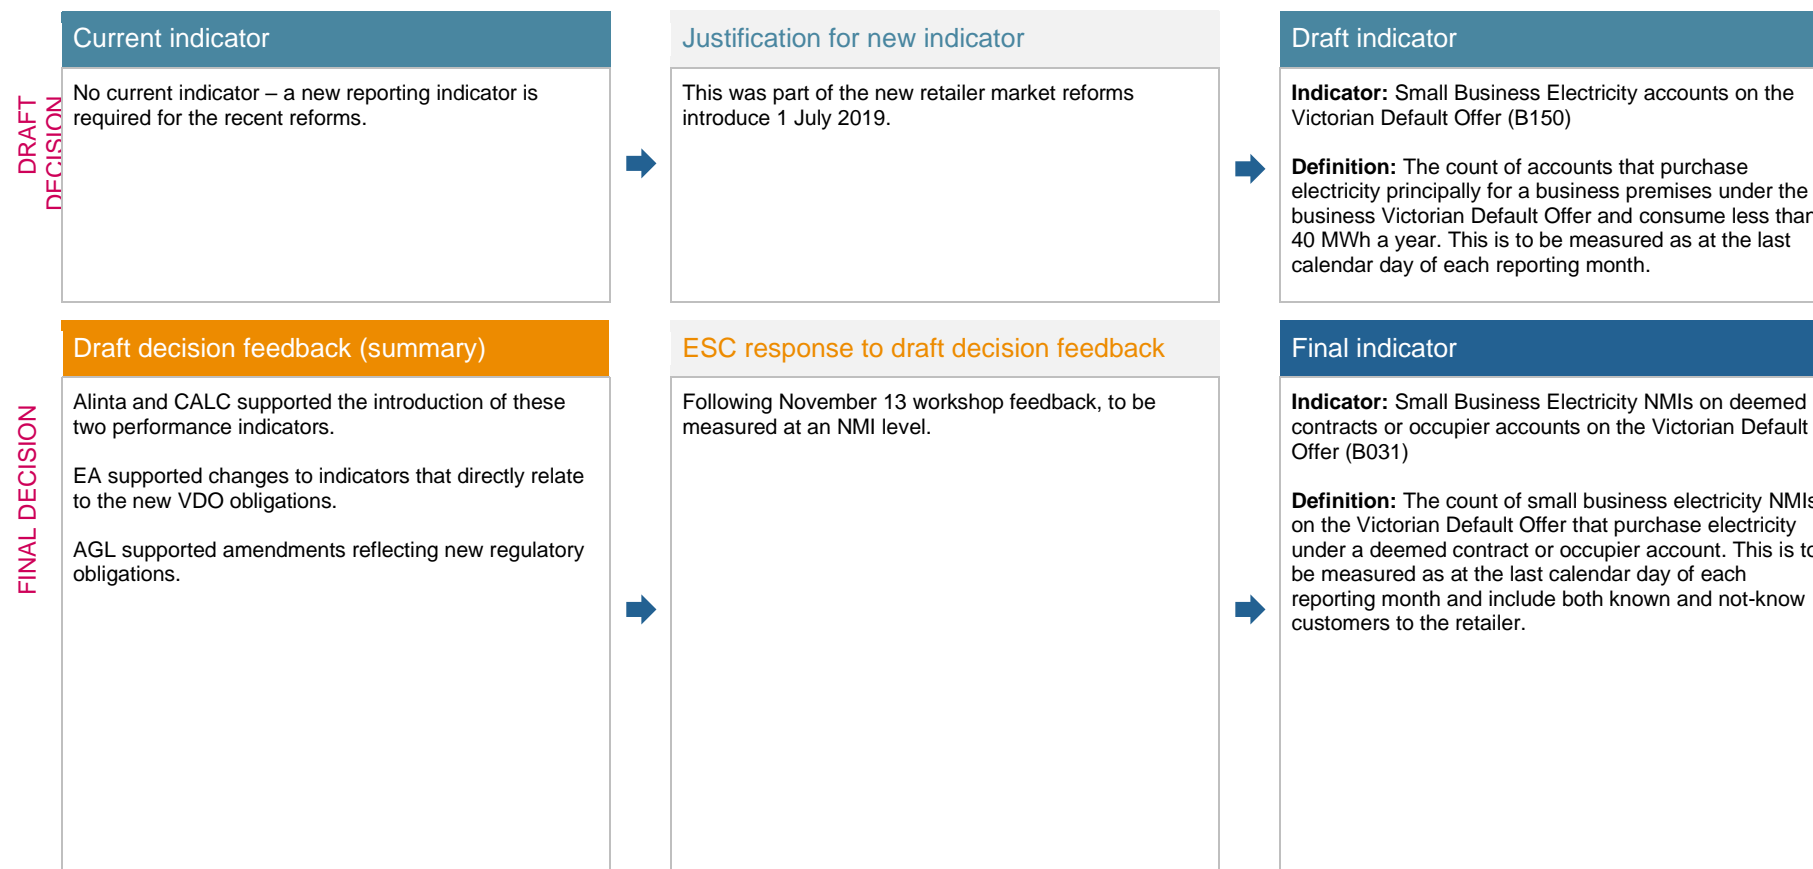 DRAFT
DECISION
Current indicator
No current indicator – a new reporting indicator is
required for the recent reforms.
Justification for new indicator
This was part of the new retailer market reforms
introduce 1 July 2019.
Draft indicator
Indicator: Small Business Electricity accounts on the
Victorian Default Offer (B150)
Definition: The count of accounts that purchase
electricity principally for a business premises under the
business Victorian Default Offer and consume less than
40 MWh a year. This is to be measured as at the last
calendar day of each reporting month.
FINAL DECISION
Draft decision feedback (summary)
Alinta and CALC supported the introduction of these
two performance indicators.
EA supported changes to indicators that directly relate
to the new VDO obligations.
AGL supported amendments reflecting new regulatory
obligations.
ESC response to draft decision feedback
Following November 13 workshop feedback, to be
measured at an NMI level.
Final indicator
Indicator: Small Business Electricity NMIs on deemed
contracts or occupier accounts on the Victorian Default
Offer (B031)
Definition: The count of small business electricity NMIs
on the Victorian Default Offer that purchase electricity
under a deemed contract or occupier account. This is to
be measured as at the last calendar day of each
reporting month and include both known and not-know
customers to the retailer.